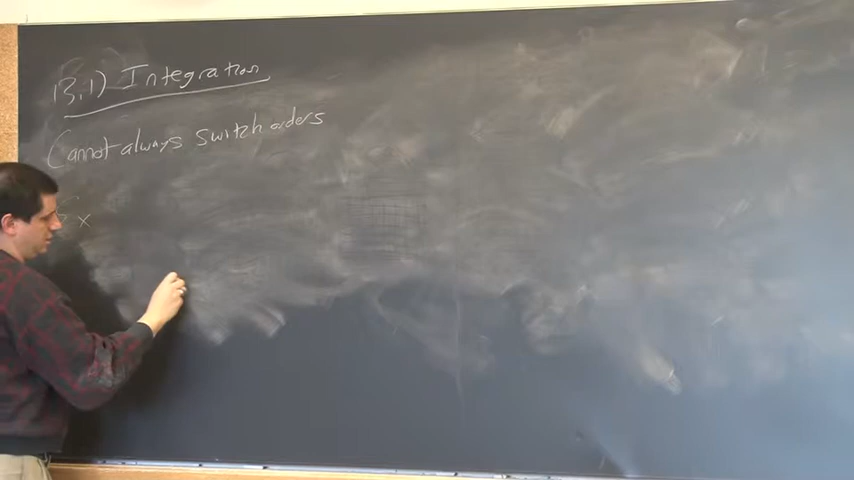 13.1) Integration
Cannot always switch orders
x